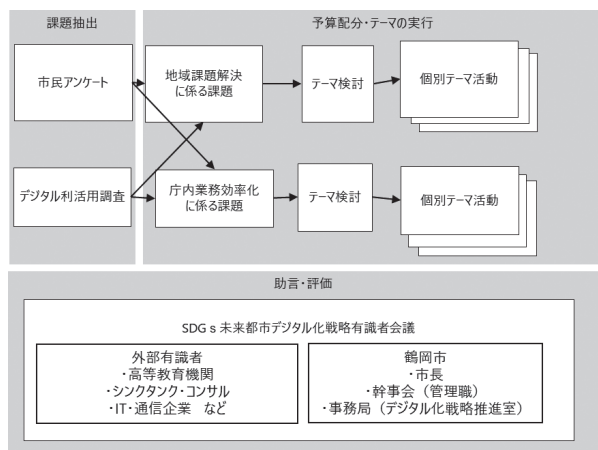 課題抽出
予算配分・テーマの実行
市民アンケート
地域課題解決
に係る課題
テーマ検討
個別テーマ活動
デジタル利活用調査
庁内業務効率化
に係る課題
テーマ検討
個別テーマ活動
助言・評価
SDGｓ未来都市デジタル化戦略有識者会議
外部有識者
・高等教育機関
・シンクタンク・コンサル
・IT・通信企業　など
鶴岡市
・市長
・幹事会（管理職）
・事務局（デジタル化戦略推進室）